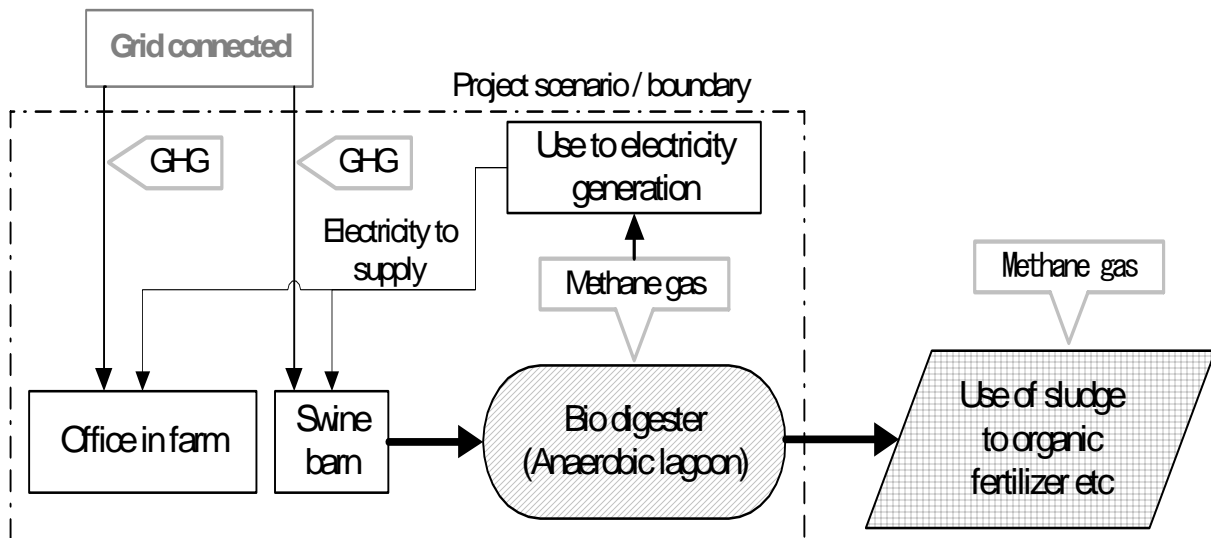 Grid connected
Project scenario / boundary
GHG
GHG
Use to electricity
generation
Electricity to
supply
Methane gas
Methane gas
Office in farm
Swine
barn
Bio digester
(Anaerobic lagoon)
Use of sludge
to organic
fertilizer etc